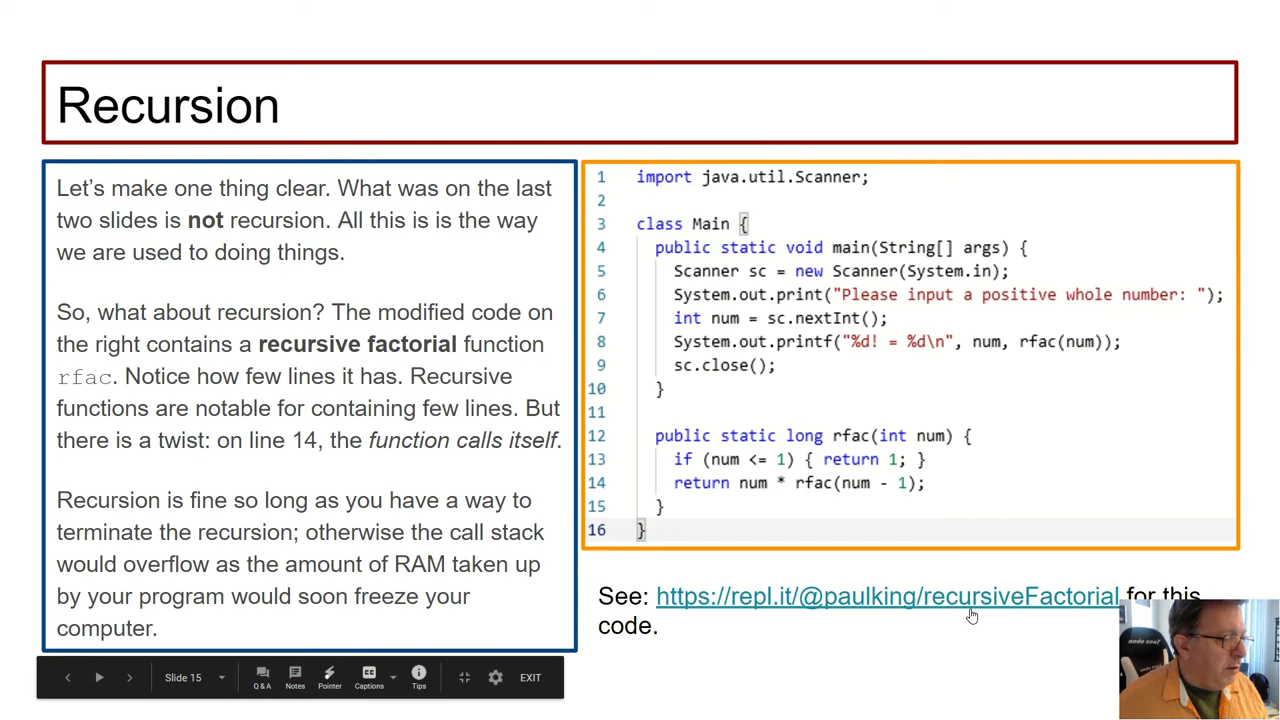 Recursion
Let's make one thing clear. What was on the last
two slides is not recursion. All this is is the way
we are used to doing things.
So, what about recursion? The modified code on
the right contains a recursive factorial function
rfac. Notice how few lines it has. Recursive
functions are notable for containing few lines. But
there is a twist: on line 14, the function calls itself.
Recursion is fine so long as you have a way to
terminate the recursion; otherwise the call stack
would overflow as the amount of RAM taken up
by your program would soon freeze your
computer.
1 import java.util.Scanner;
2
3 class Main {
4 public static void main(String[] args) {
5 Scanner sc = new Scanner(System.in);
6 System.out.print("Please input a positive whole number: ");
7 int num = sc.nextInt();
8 System.out.printf("%d! = %d\n", num, rfac(num));
9 sc.close();
10 }
11
12 public static long rfac(int num) {
13 if (num <= 1) { return 1; }
14 return num * rfac(num - 1);
15 }
16 }
See: https://repl.it/@paulking/recursiveFactorial for this
code.
Slide 15 Q & A Notes Pointer CC Captions Tips EXIT